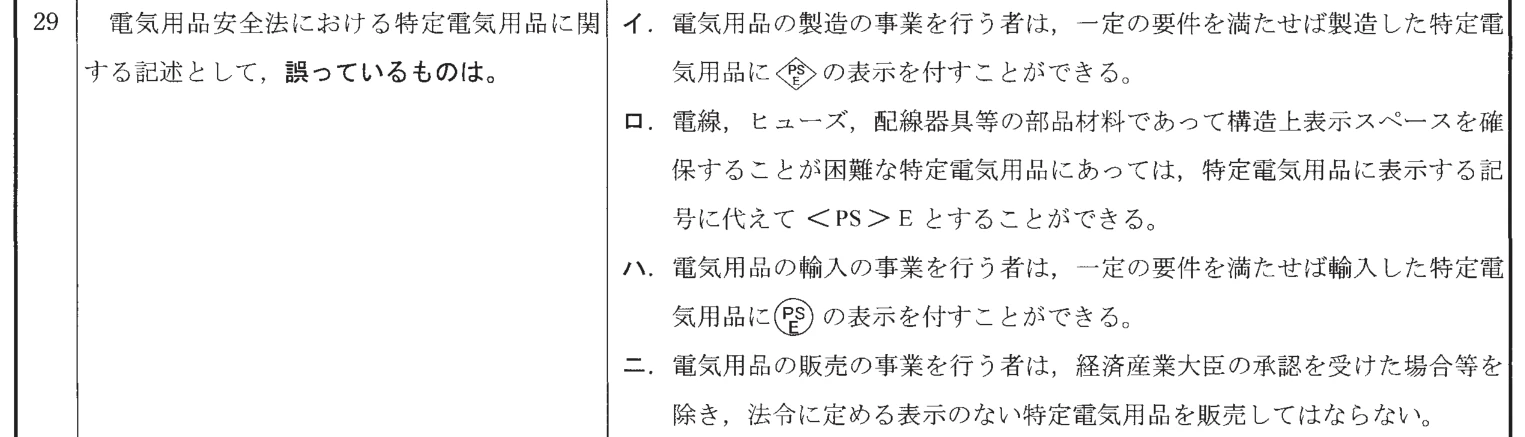 29
電気用品安全法における特定電気用品に関
する記述として，誤っているものは。
イ．電気用品の製造の事業を行う者は，一定の要件を満たせば製造した特定電
気用品に<PSE>の表示を付すことができる。
ロ．電線，ヒューズ，配線器具等の部品材料であって構造上表示スペースを確
保することが困難な特定電気用品にあっては，特定電気用品に表示する記
号に代えて ＜PS＞E とすることができる。
ハ．電気用品の輸入の事業を行う者は，一定の要件を満たせば輸入した特定電
気用品に(PSE)の表示を付すことができる。
ニ．電気用品の販売の事業を行う者は，経済産業大臣の承認を受けた場合等を
除き，法令に定める表示のない特定電気用品を販売してはならない。